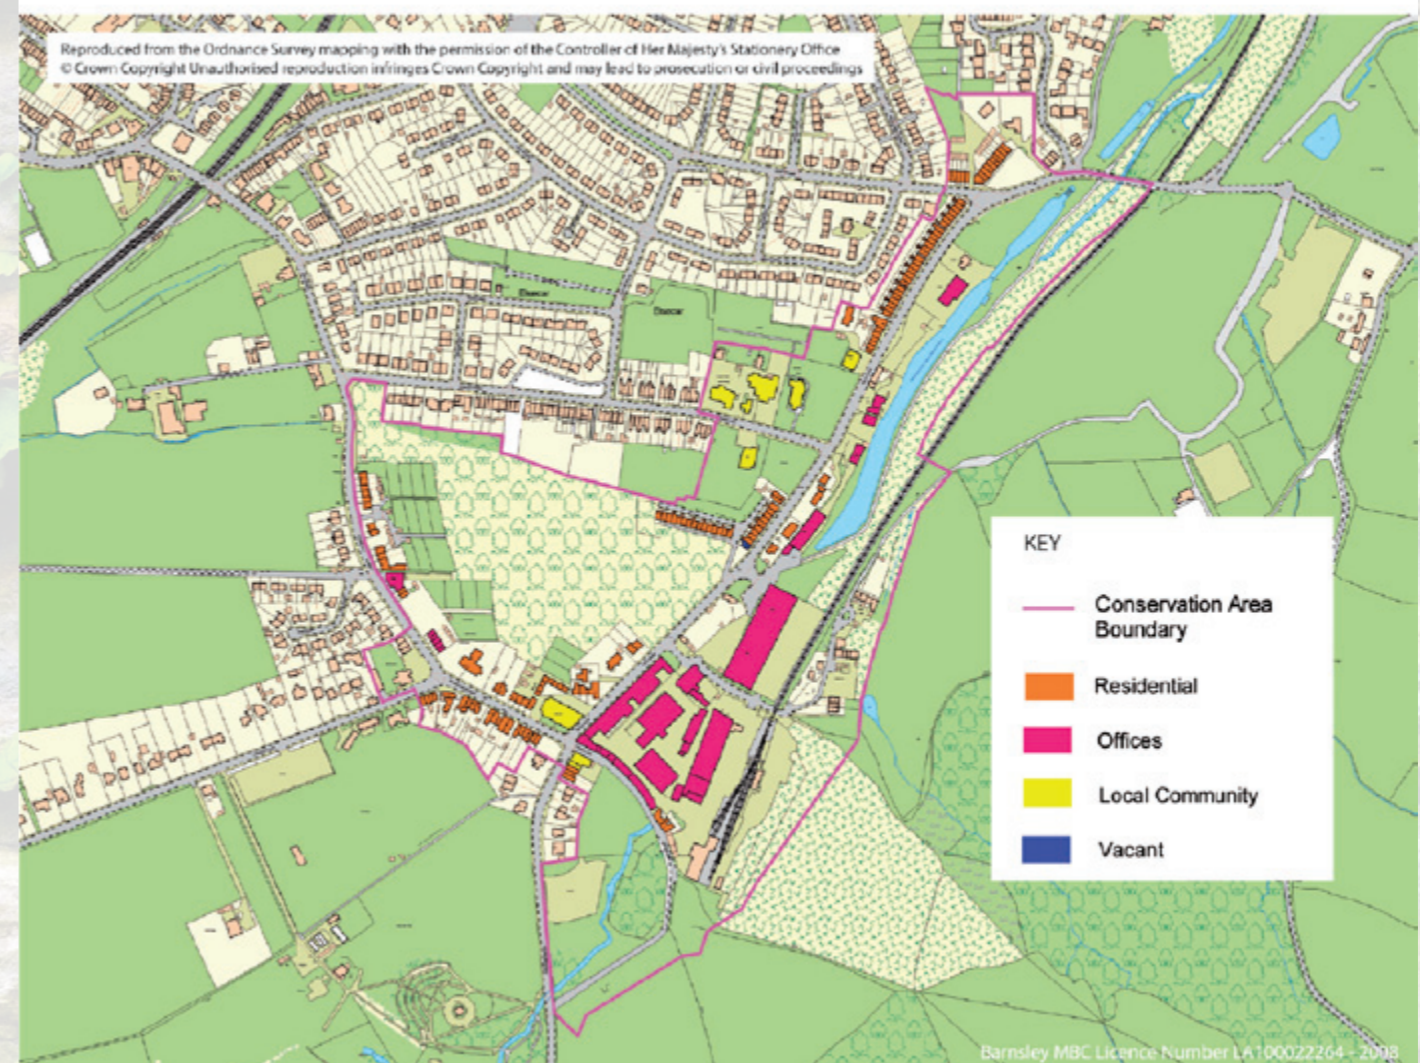 Reproduced from the Ordnance Survey mapping with the permission of the Controller of Her Majesty's Stationery Office
© Crown Copyright Unauthorised reproduction infringes Crown Copyright and may lead to prosecution or civil proceedings
Elsecar
Elsecar
KEY
Conservation Area
Boundary
Residential
Offices
Local Community
Vacant
Barnsley MBC Licence Number LA100022264 - 2008